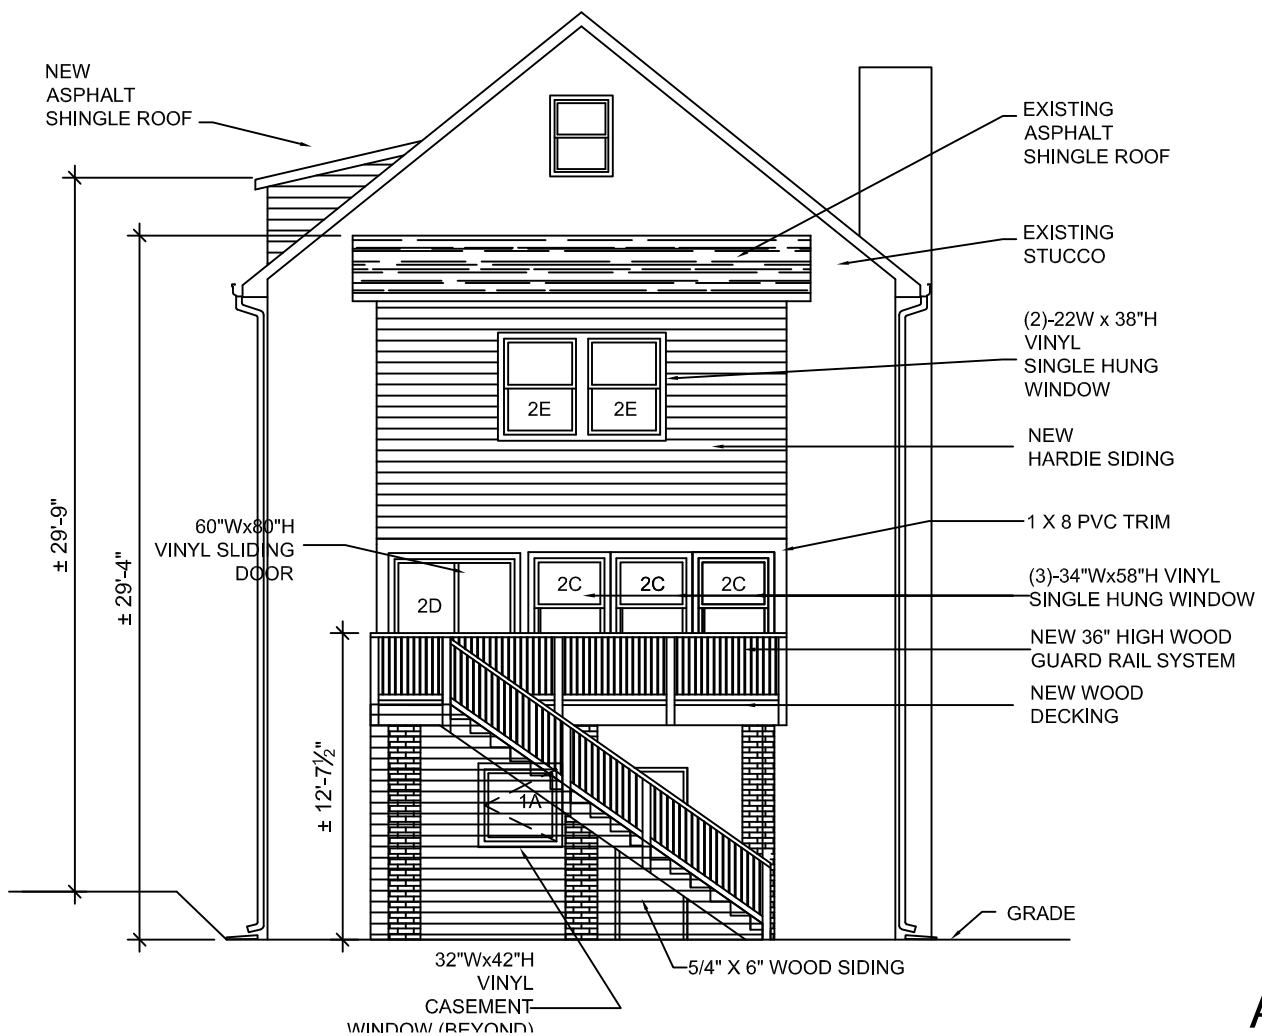 NEW
ASPHALT
SHINGLE ROOF
EXISTING
ASPHALT
SHINGLE ROOF
EXISTING
STUCCO
(2)-22W x 38"H
VINYL
SINGLE HUNG
WINDOW
2E 2E
NEW
HARDIE SIDING
± 29'-9"
± 29'-4"
60"Wx80"H
VINYL SLIDING
DOOR
1 X 8 PVC TRIM
2D
2C 2C 2C
(3)-34"Wx58"H VINYL
SINGLE HUNG WINDOW
NEW 36" HIGH WOOD
GUARD RAIL SYSTEM
NEW WOOD
DECKING
± 12'-7½"
1A
GRADE
5/4" X 6" WOOD SIDING
32"Wx42"H
VINYL
CASEMENT
WINDOW (BEYOND)
A